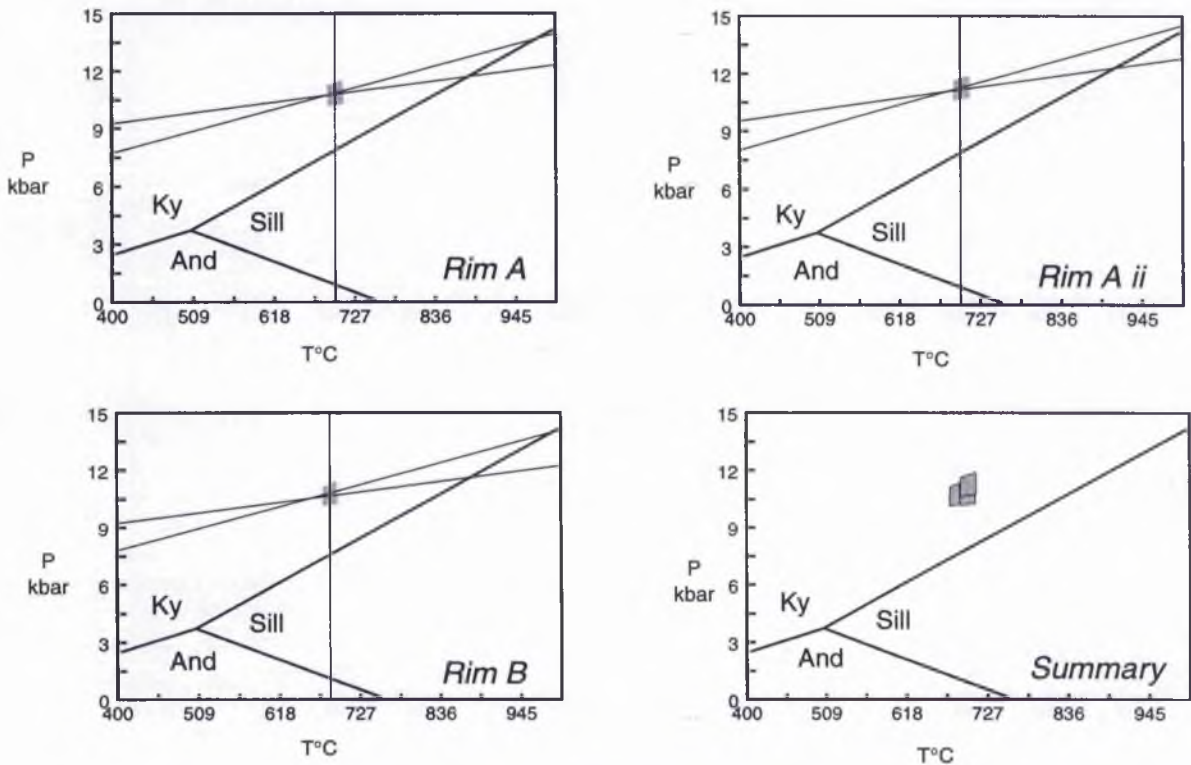 15
12
9
6
3
0
P
kbar
Ky
Sill
And
Rim A
400 509 618 727 836 945
T°C
15
12
9
6
3
0
P
kbar
Ky
Sill
And
Rim A ii
400 509 618 727 836 945
T°C
15
12
9
6
3
0
P
kbar
Ky
Sill
And
Rim B
400 509 618 727 836 945
T°C
15
12
9
6
3
0
P
kbar
Ky
Sill
And
Summary
400 509 618 727 836 945
T°C